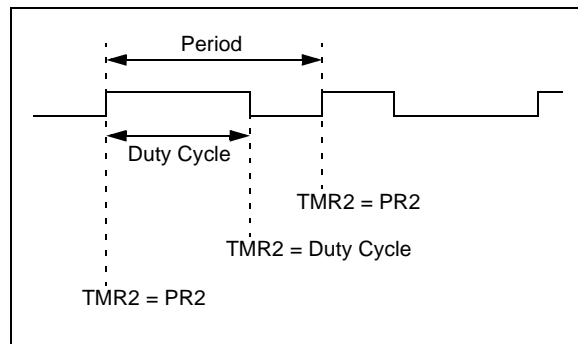 Period
Duty Cycle
TMR2 = PR2
TMR2 = Duty Cycle
TMR2 = PR2